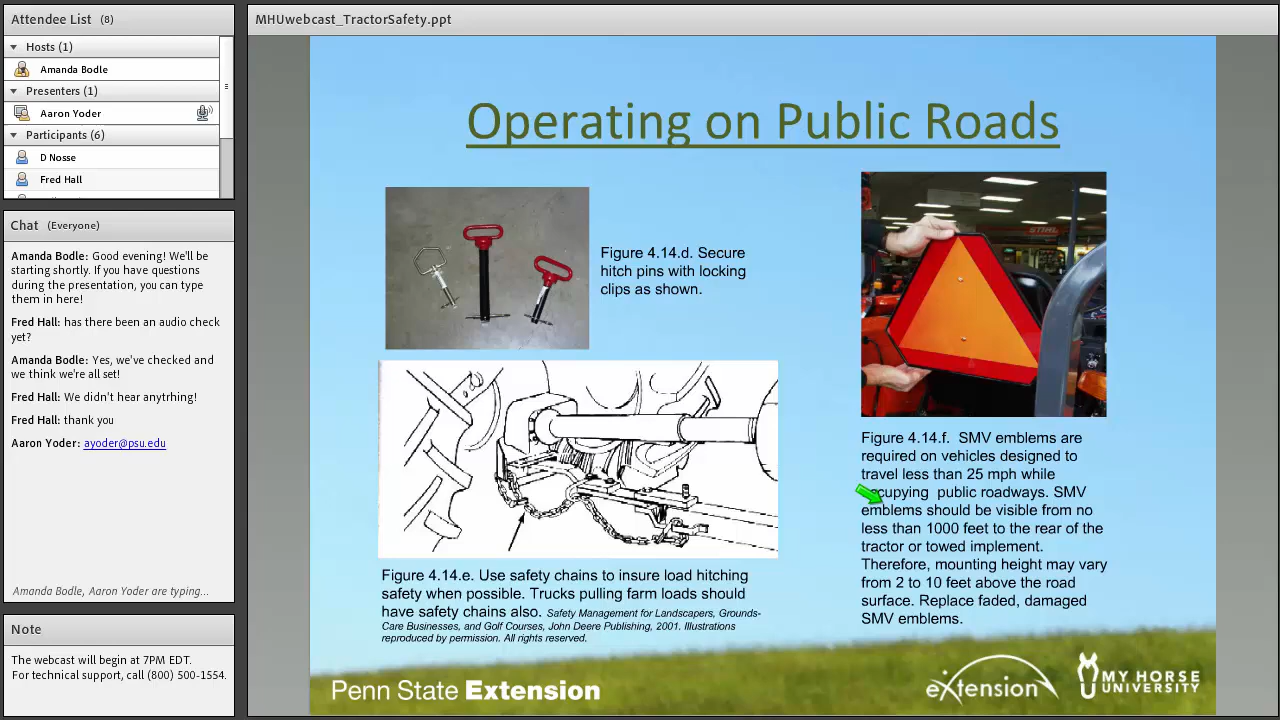 Attendee List (8)
Hosts (1)
Amanda Bodle
Presenters (1)
Aaron Yoder
Participants (6)
D Nosse
Fred Hall
Chat (Everyone)
Amanda Bodle: Good evening! We'll be
starting shortly. If you have questions
during the presentation, you can type
them in here!
Fred Hall: has there been an audio check
yet?
Amanda Bodle: Yes, we've checked and
we think we're all set!
Fred Hall: We didn't hear anytrhing!
Fred Hall: thank you
Aaron Yoder: ayoder@psu.edu
Amanda Bodle, Aaron Yoder are typing...
Note
The webcast will begin at 7PM EDT.
For technical support, call (800) 500-1554.
MHUwebcast_TractorSafety.ppt
Operating on Public Roads
Figure 4.14.d. Secure
hitch pins with locking
clips as shown.
Figure 4.14.e. Use safety chains to insure load hitching
safety when possible. Trucks pulling farm loads should
have safety chains also. Safety Management for Landscapers, Grounds-
Care Businesses, and Golf Courses, John Deere Publishing, 2001. Illustrations
reproduced by permission. All rights reserved.
STIHL
Figure 4.14.f. SMV emblems are
required on vehicles designed to
travel less than 25 mph while
public roadways. SMV
emblems should be visible from no
less than 1000 feet to the rear of the
tractor or towed implement.
Therefore, mounting height may vary
from 2 to 10 feet above the road
surface. Replace faded, damaged
SMV emblems.
Penn State Extension
eXtension
MY HORSE
UNIVERSITY